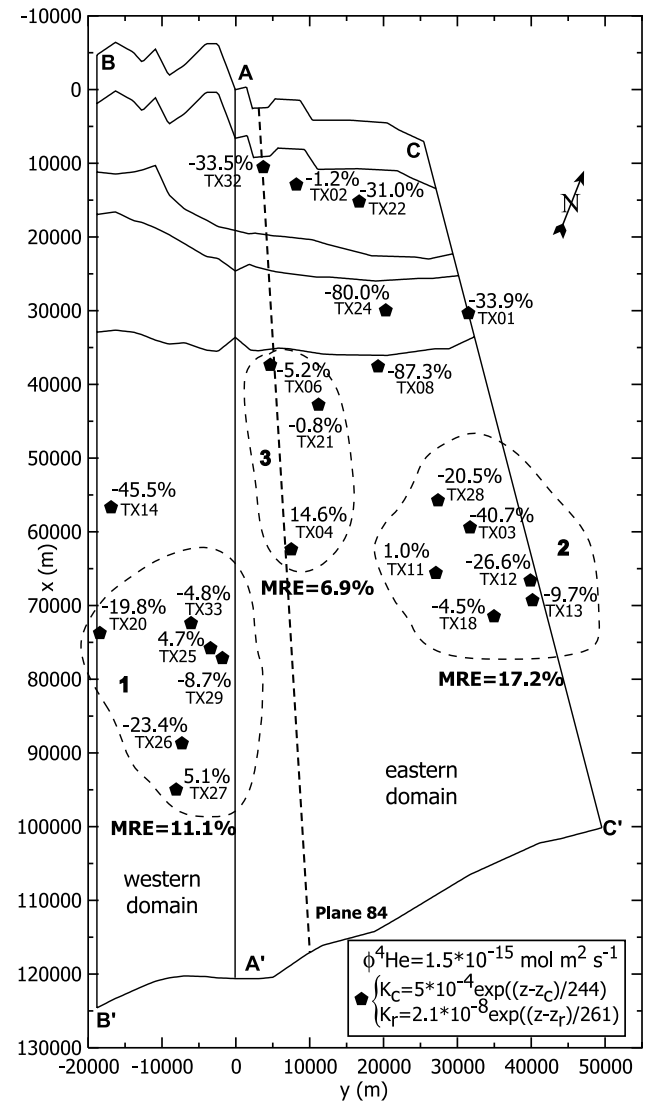 -10000
0
10000
20000
30000
40000
50000
60000
70000
80000
90000
100000
110000
120000
130000
x (m)
B
A
C
N
-33.5%
TX32
-1.2%
TX02
-31.0%
TX22
-80.0%
TX24
-33.9%
TX01
-5.2%
TX06
-87.3%
TX08
-0.8%
TX21
3
-45.5%
TX14
14.6%
TX04
MRE=6.9%
-20.5%
TX28
-40.7%
TX03
2
1.0%
TX11
-26.6%
TX12
-9.7%
TX13
-4.5%
TX18
MRE=17.2%
-19.8%
TX20
-4.8%
TX33
4.7%
TX25
1
-8.7%
TX29
-23.4%
TX26
5.1%
TX27
MRE=11.1%
eastern
domain
western
domain
C'
Plane 84
A'
B'
ϕ⁴He=1.5*10⁻¹⁵ mol m² s⁻¹
K_c=5*10⁻⁴exp((z-z_c)/244)
K_r=2.1*10⁻⁸exp((z-z_r)/261)
-20000 -10000 0 10000 20000 30000 40000 50000
y (m)